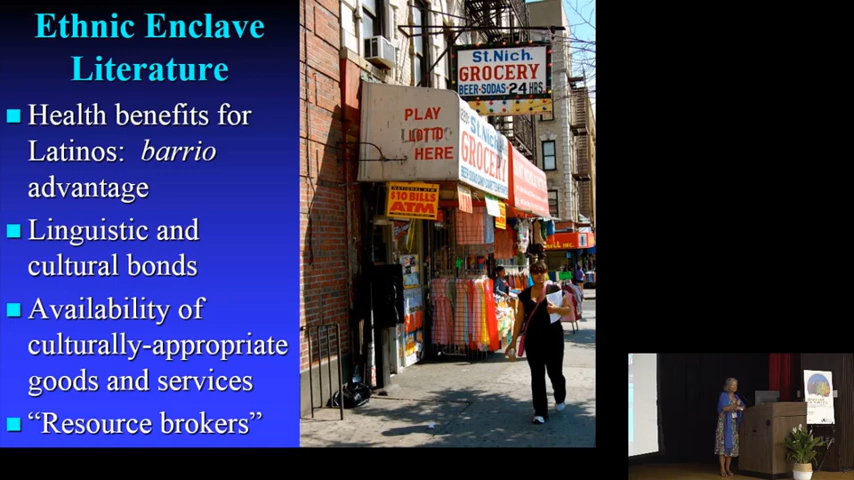 Ethnic Enclave
Literature
Health benefits for
Latinos: barrio
advantage
Linguistic and
cultural bonds
Availability of
culturally-appropriate
goods and services
“Resource brokers”
St. Nich.
GROCERY
BEER-SODAS-24 HRS.
PLAY
LOTTO
HERE
St. Nich.
GROCERY
$10 BILLS
ATM